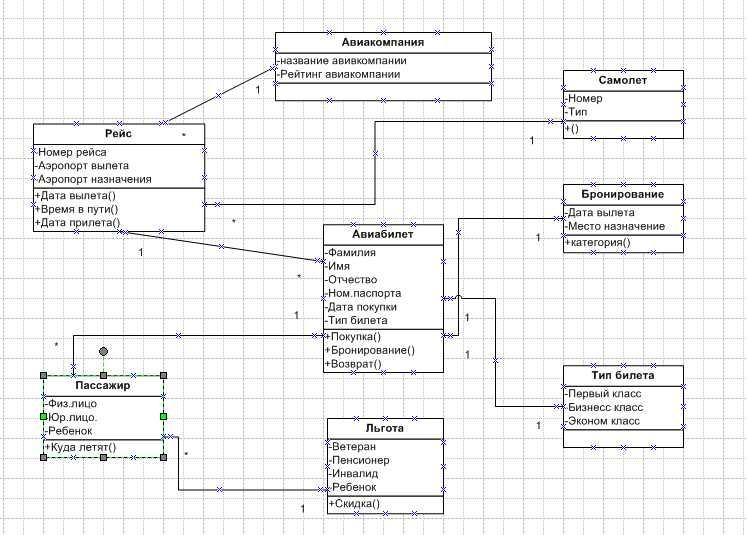 Авиакомпания
-название авивкомпании
-Рейтинг авиакомпании
1
Самолет
-Номер
-Тип
+()
1
Рейс
*
-Номер рейса
-Аэропорт вылета
-Аэропорт назначения
+Дата вылета()
+Время в пути()
+Дата прилета()
*
1
Бронирование
-Дата вылета
-Место назначение
+категория()
1
Авиабилет
-Фамилия
-Имя
-Отчество
-Ном.паспорта
-Дата покупки
-Тип билета
+Покупка()
+Бронирование()
+Возврат()
*
1
1
1
*
Пассажир
-Физ.лицо
-Юр.лицо.
-Ребенок
+Куда летят()
*
Тип билета
-Первый класс
-Бизнесс класс
-Эконом класс
1
Льгота
-Ветеран
-Пенсионер
-Инвалид
-Ребенок
+Скидка()
1